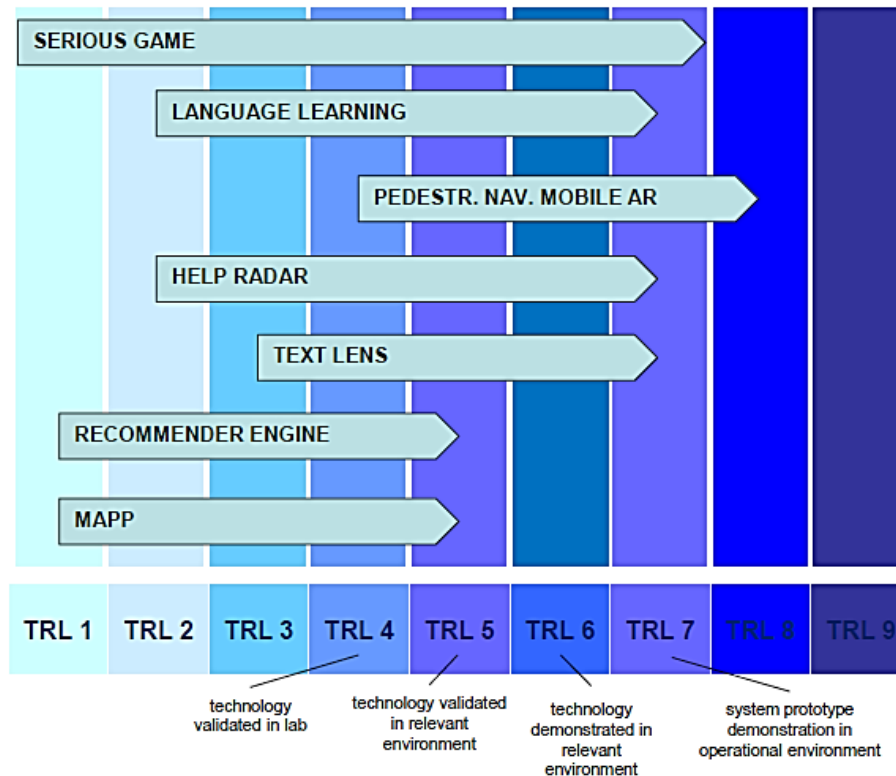 SERIOUS GAME
LANGUAGE LEARNING
PEDESTR. NAV. MOBILE AR
HELP RADAR
TEXT LENS
RECOMMENDER ENGINE
MAPP
TRL 1
TRL 2
TRL 3
TRL 4
TRL 5
TRL 6
TRL 7
TRL 8
TRL 9
technology
validated in lab
technology validated
in relevant
environment
technology
demonstrated in
relevant
environment
system prototype
demonstration in
operational environment